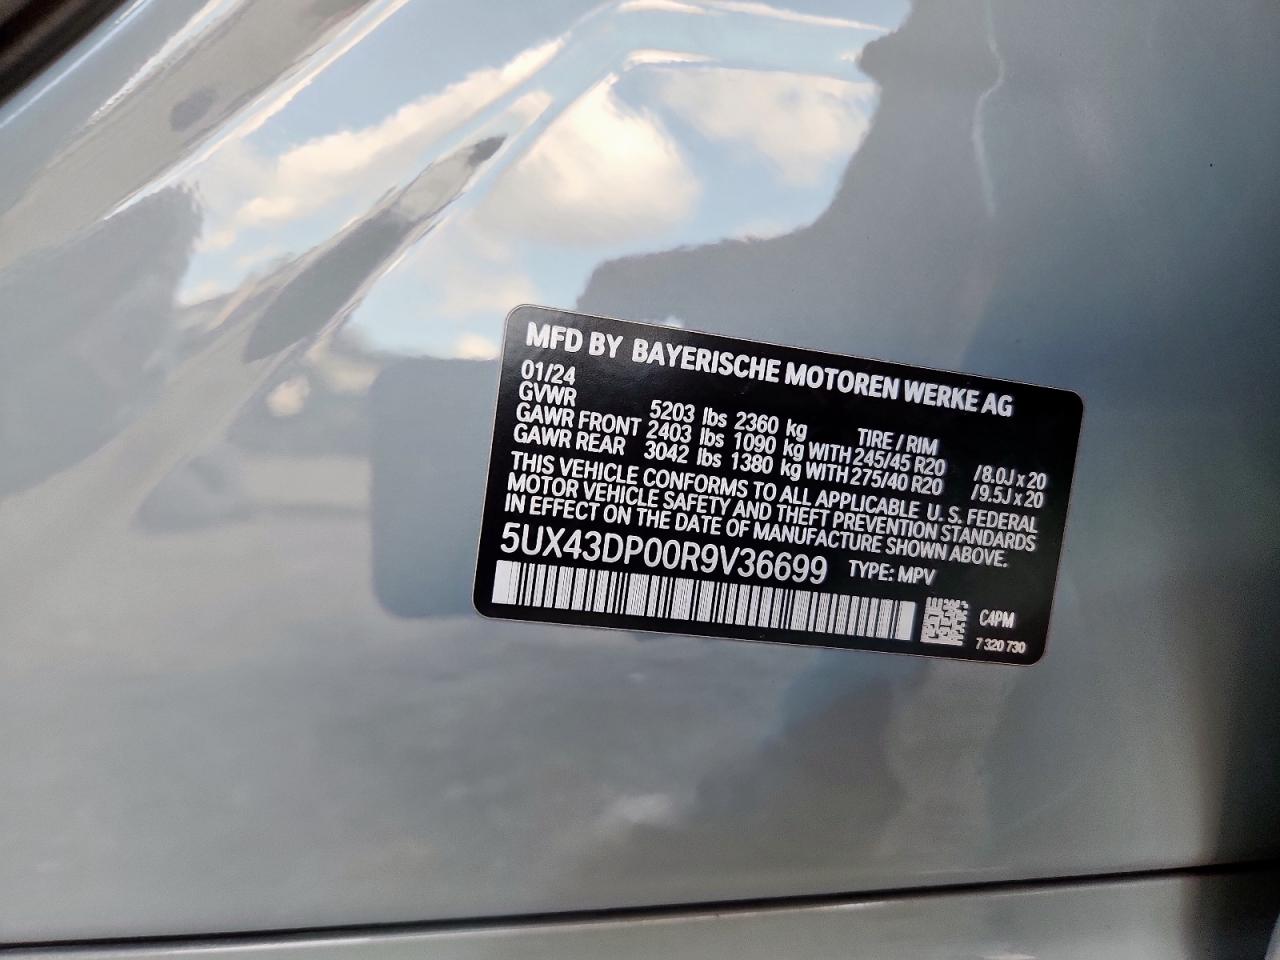 MFD BY BAYERISCHE MOTOREN WERKE AG
01/24
GVWR 5203 lbs 2360 kg TIRE / RIM
GAWR FRONT 2403 lbs 1090 kg WITH 245/45 R20 /8.0J x 20
GAWR REAR 3042 lbs 1380 kg WITH 275/40 R20 /9.5J x 20
THIS VEHICLE CONFORMS TO ALL APPLICABLE U.S. FEDERAL
MOTOR VEHICLE SAFETY AND THEFT PREVENTION STANDARDS
IN EFFECT ON THE DATE OF MANUFACTURE SHOWN ABOVE.
5UX43DP00R9V36699 TYPE: MPV
C4PM
7 320 730